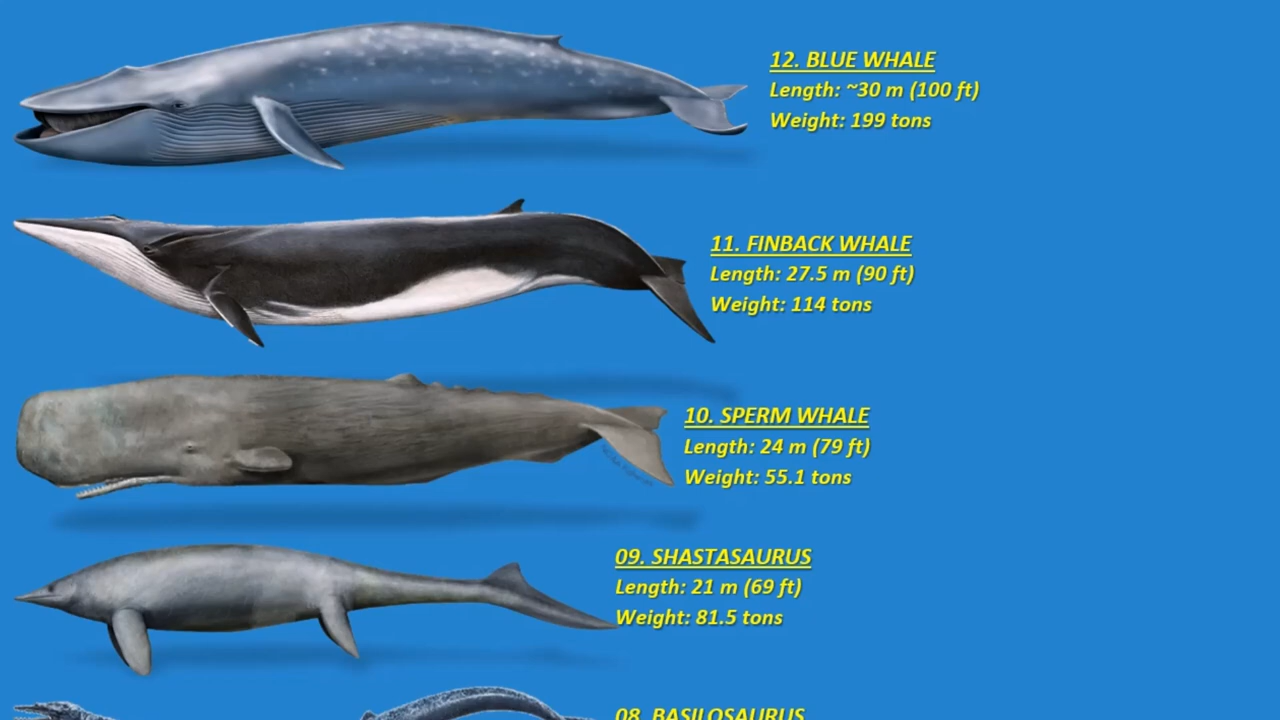 12. BLUE WHALE
Length: ~30 m (100 ft)
Weight: 199 tons
11. FINBACK WHALE
Length: 27.5 m (90 ft)
Weight: 114 tons
10. SPERM WHALE
Length: 24 m (79 ft)
Weight: 55.1 tons
09. SHASTASAURUS
Length: 21 m (69 ft)
Weight: 81.5 tons
08. BASILOSAURUS